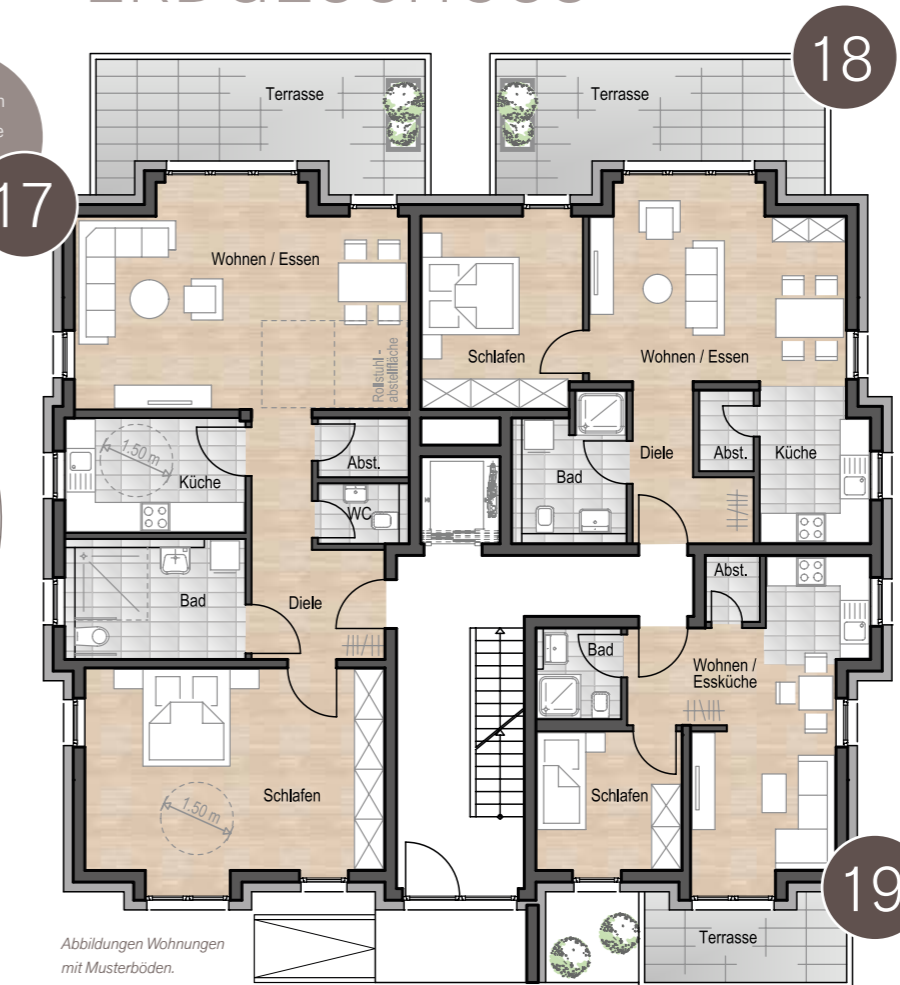 ERDGESCHOSS
18
17
Terrasse
Terrasse
Wohnen / Essen
Rollstuhl-
abstellfläche
Schlafen
Wohnen / Essen
1.50 m
Küche
Abst.
WC
Bad
Diele
Abst.
Küche
Bad
Diele
Abst.
Bad
Wohnen /
Essküche
Schlafen
1.50 m
Schlafen
19
Terrasse
Abbildungen Wohnungen
mit Musterböden.